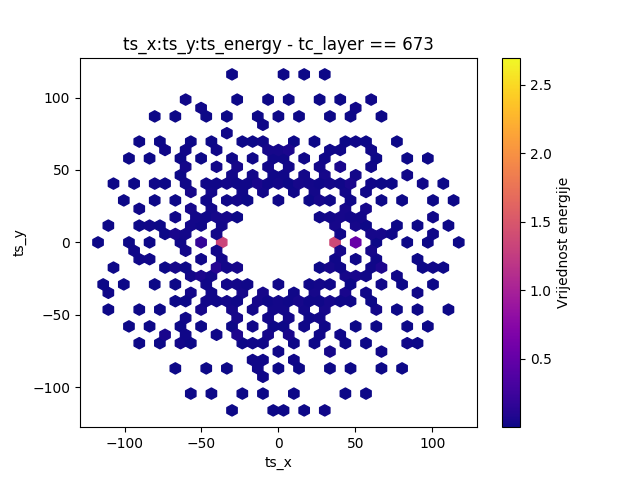 ts_x:ts_y:ts_energy - tc_layer == 673
100
50
0
−50
−100
ts_y
−100 −50 0 50 100
ts_x
2.5
2.0
1.5
1.0
0.5
Vrijednost energije